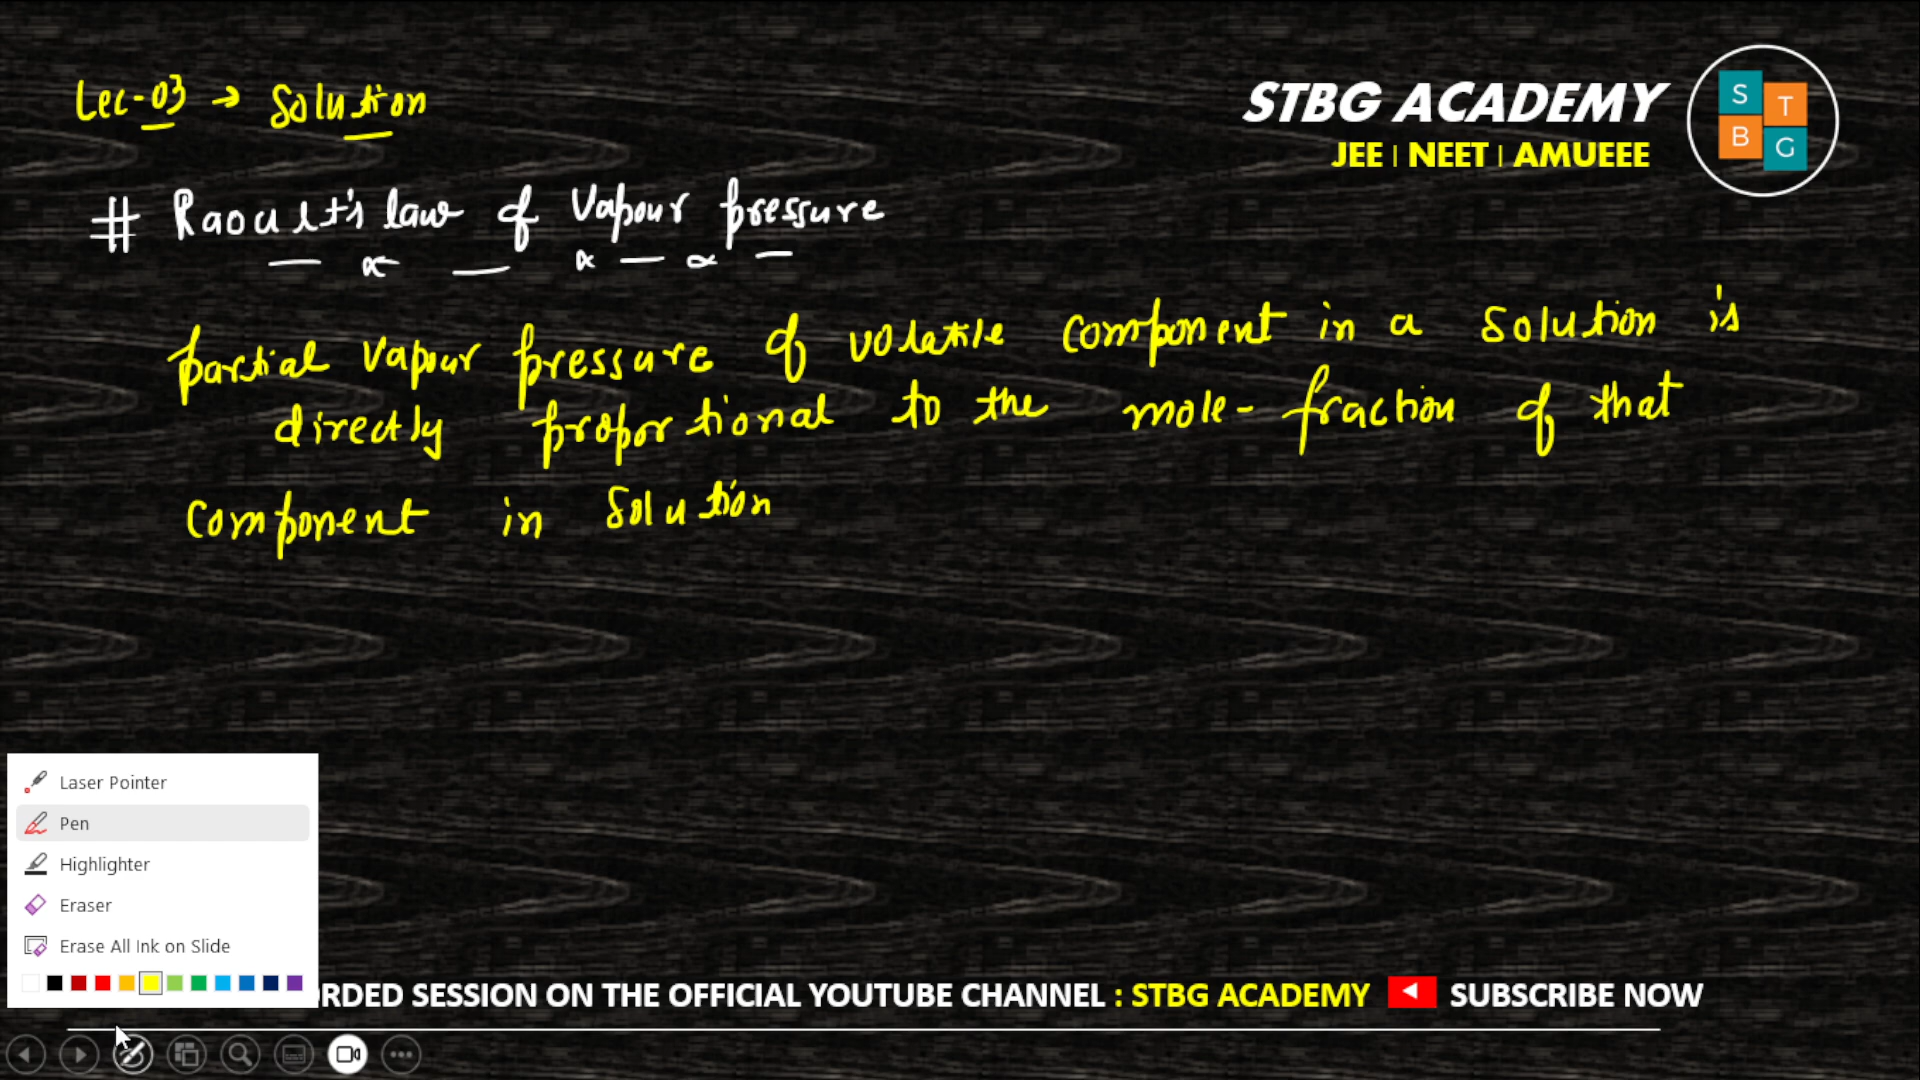 Lec-03 → Solution
STBG ACADEMY
JEE | NEET | AMUEEE
S T
B G
# Raoult's law of Vapour pressure
partial vapour pressure of volatile component in a solution is
directly proportional to the mole-fraction of that
component in solution
Laser Pointer
Pen
Highlighter
Eraser
Erase All Ink on Slide
RDED SESSION ON THE OFFICIAL YOUTUBE CHANNEL : STBG ACADEMY SUBSCRIBE NOW